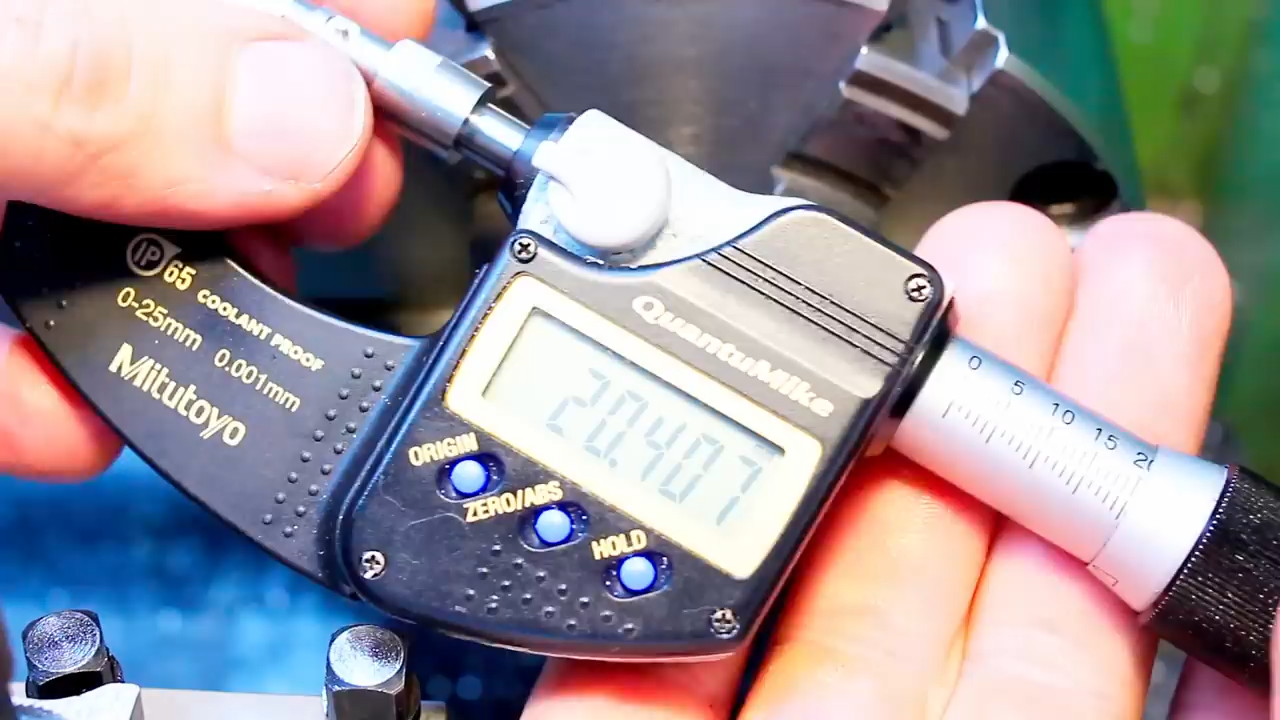 IP 65 COOLANT PROOF
0-25mm 0.001mm
Mitutoyo
QuantuMike
20.407
ORIGIN
ZERO/ABS
HOLD
0 5 10 15